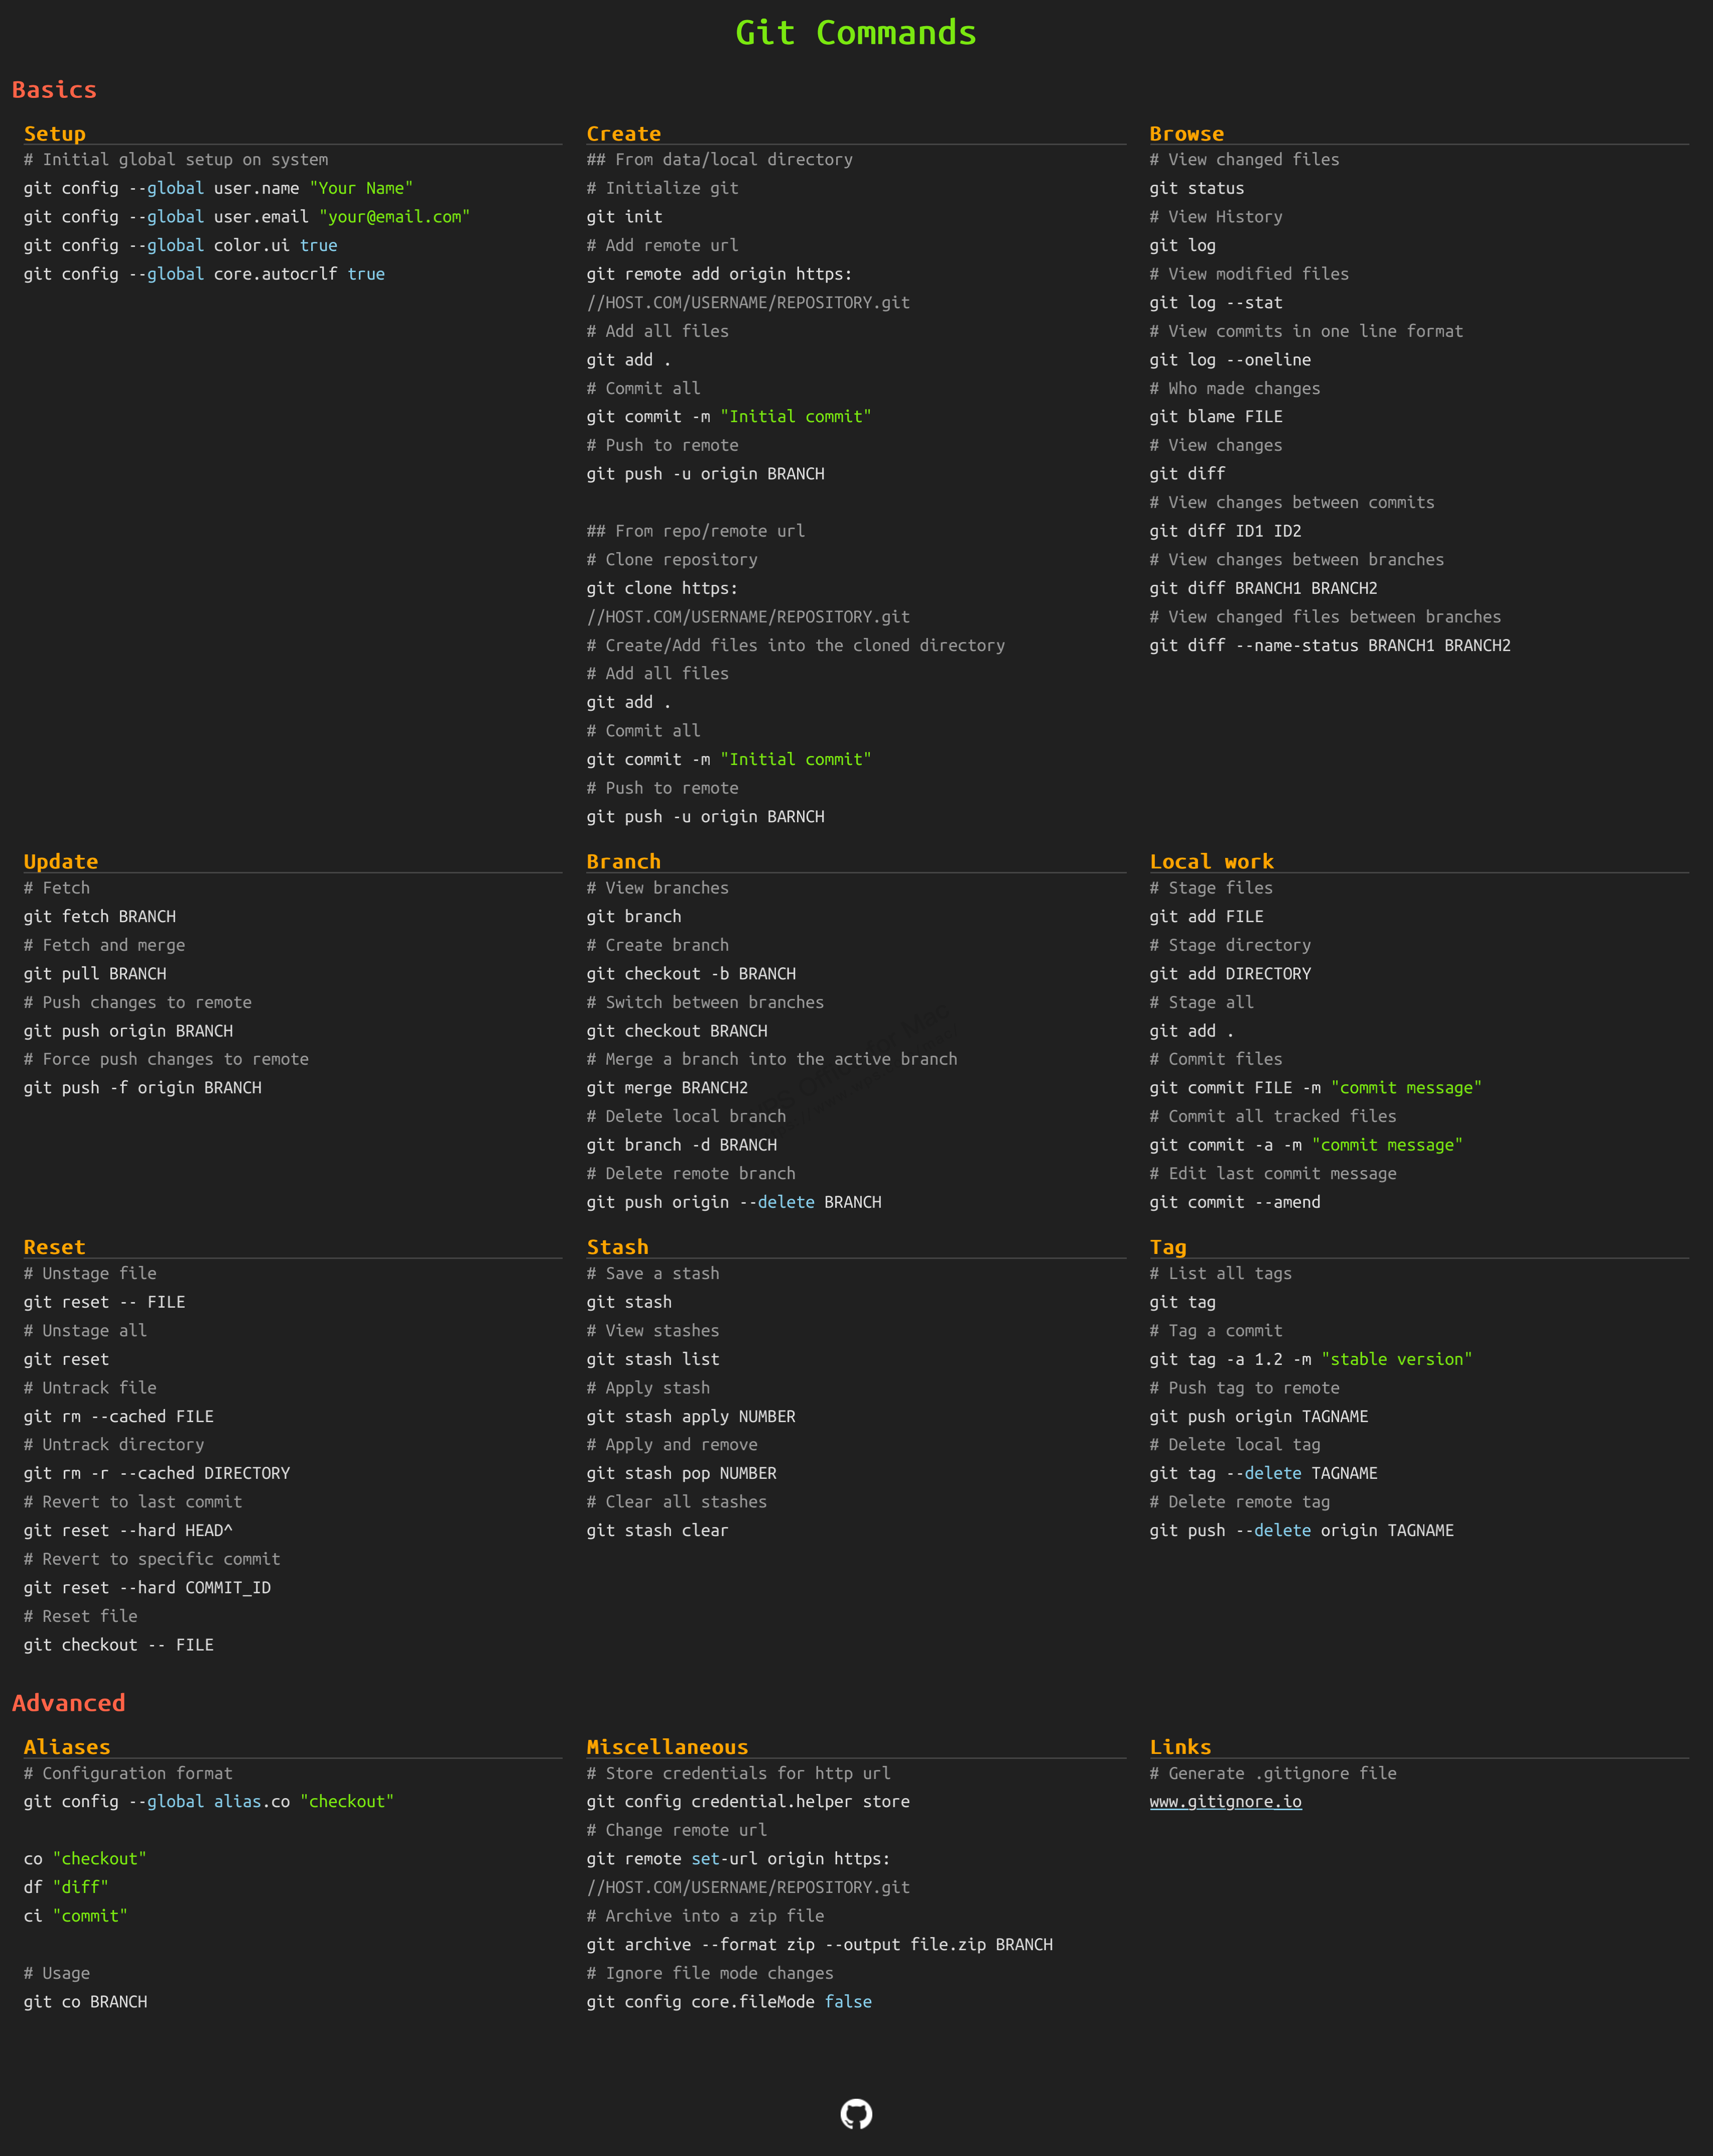 Git Commands
Basics
Setup
# Initial global setup on system
git config --global user.name "Your Name"
git config --global user.email "your@email.com"
git config --global color.ui true
git config --global core.autocrlf true
Create
## From data/local directory
# Initialize git
git init
# Add remote url
git remote add origin https:
//HOST.COM/USERNAME/REPOSITORY.git
# Add all files
git add .
# Commit all
git commit -m "Initial commit"
# Push to remote
git push -u origin BRANCH
## From repo/remote url
# Clone repository
git clone https:
//HOST.COM/USERNAME/REPOSITORY.git
# Create/Add files into the cloned directory
# Add all files
git add .
# Commit all
git commit -m "Initial commit"
# Push to remote
git push -u origin BARNCH
Browse
# View changed files
git status
# View History
git log
# View modified files
git log --stat
# View commits in one line format
git log --oneline
# Who made changes
git blame FILE
# View changes
git diff
# View changes between commits
git diff ID1 ID2
# View changes between branches
git diff BRANCH1 BRANCH2
# View changed files between branches
git diff --name-status BRANCH1 BRANCH2
Update
# Fetch
git fetch BRANCH
# Fetch and merge
git pull BRANCH
# Push changes to remote
git push origin BRANCH
# Force push changes to remote
git push -f origin BRANCH
Branch
# View branches
git branch
# Create branch
git checkout -b BRANCH
# Switch between branches
git checkout BRANCH
# Merge a branch into the active branch
git merge BRANCH2
# Delete local branch
git branch -d BRANCH
# Delete remote branch
git push origin --delete BRANCH
Local work
# Stage files
git add FILE
# Stage directory
git add DIRECTORY
# Stage all
git add .
# Commit files
git commit FILE -m "commit message"
# Commit all tracked files
git commit -a -m "commit message"
# Edit last commit message
git commit --amend
Reset
# Unstage file
git reset -- FILE
# Unstage all
git reset
# Untrack file
git rm --cached FILE
# Untrack directory
git rm -r --cached DIRECTORY
# Revert to last commit
git reset --hard HEAD^
# Revert to specific commit
git reset --hard COMMIT_ID
# Reset file
git checkout -- FILE
Stash
# Save a stash
git stash
# View stashes
git stash list
# Apply stash
git stash apply NUMBER
# Apply and remove
git stash pop NUMBER
# Clear all stashes
git stash clear
Tag
# List all tags
git tag
# Tag a commit
git tag -a 1.2 -m "stable version"
# Push tag to remote
git push origin TAGNAME
# Delete local tag
git tag --delete TAGNAME
# Delete remote tag
git push --delete origin TAGNAME
Advanced
Aliases
# Configuration format
git config --global alias.co "checkout"
co "checkout"
df "diff"
ci "commit"
# Usage
git co BRANCH
Miscellaneous
# Store credentials for http url
git config credential.helper store
# Change remote url
git remote set-url origin https:
//HOST.COM/USERNAME/REPOSITORY.git
# Archive into a zip file
git archive --format zip --output file.zip BRANCH
# Ignore file mode changes
git config core.fileMode false
Links
# Generate .gitignore file
www.gitignore.io